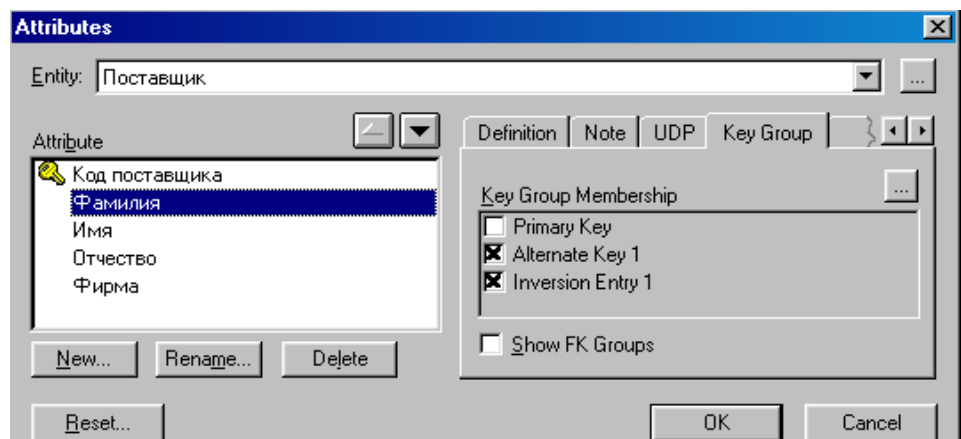 Attributes
Entity: Поставщик ...
Attribute
Код поставщика
Фамилия
Имя
Отчество
Фирма
New... Rename... Delete
Definition Note UDP Key Group
Key Group Membership ...
Primary Key
Alternate Key 1
Inversion Entry 1
Show FK Groups
Reset... OK Cancel